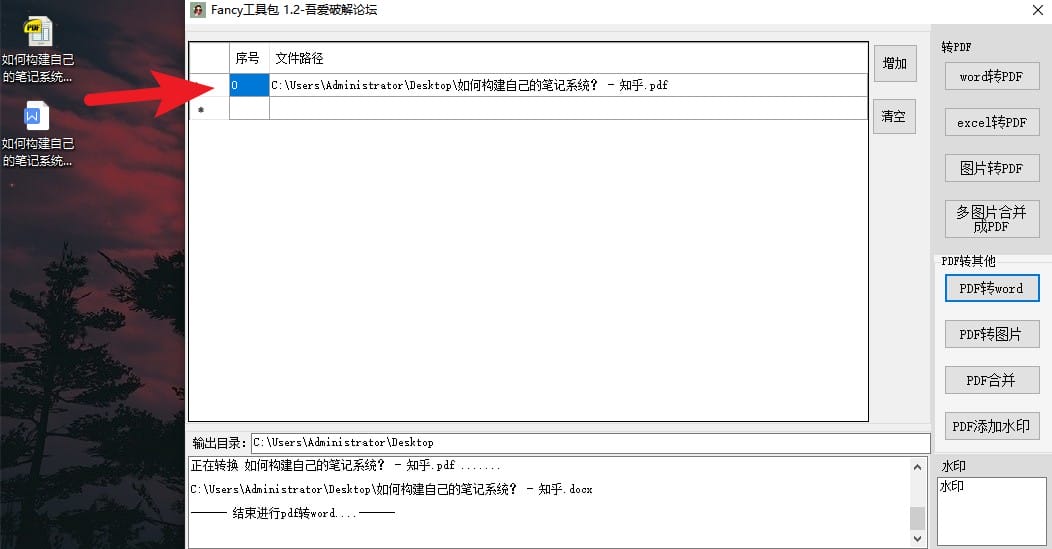 Fancy工具包 1.2-吾爱破解论坛
PDF
如何构建自己
的笔记系统...
W
如何构建自己
的笔记系统...
序号 文件路径
0 C:\Users\Administrator\Desktop\如何构建自己的笔记系统? - 知乎.pdf
*
增加
清空
转PDF
word转PDF
excel转PDF
图片转PDF
多图片合并
成PDF
PDF转其他
PDF转word
PDF转图片
PDF合并
PDF添加水印
输出目录: C:\Users\Administrator\Desktop
正在转换 如何构建自己的笔记系统? - 知乎.pdf .......
C:\Users\Administrator\Desktop\如何构建自己的笔记系统? - 知乎.docx
—— 结束进行pdf转word....——
水印
水印